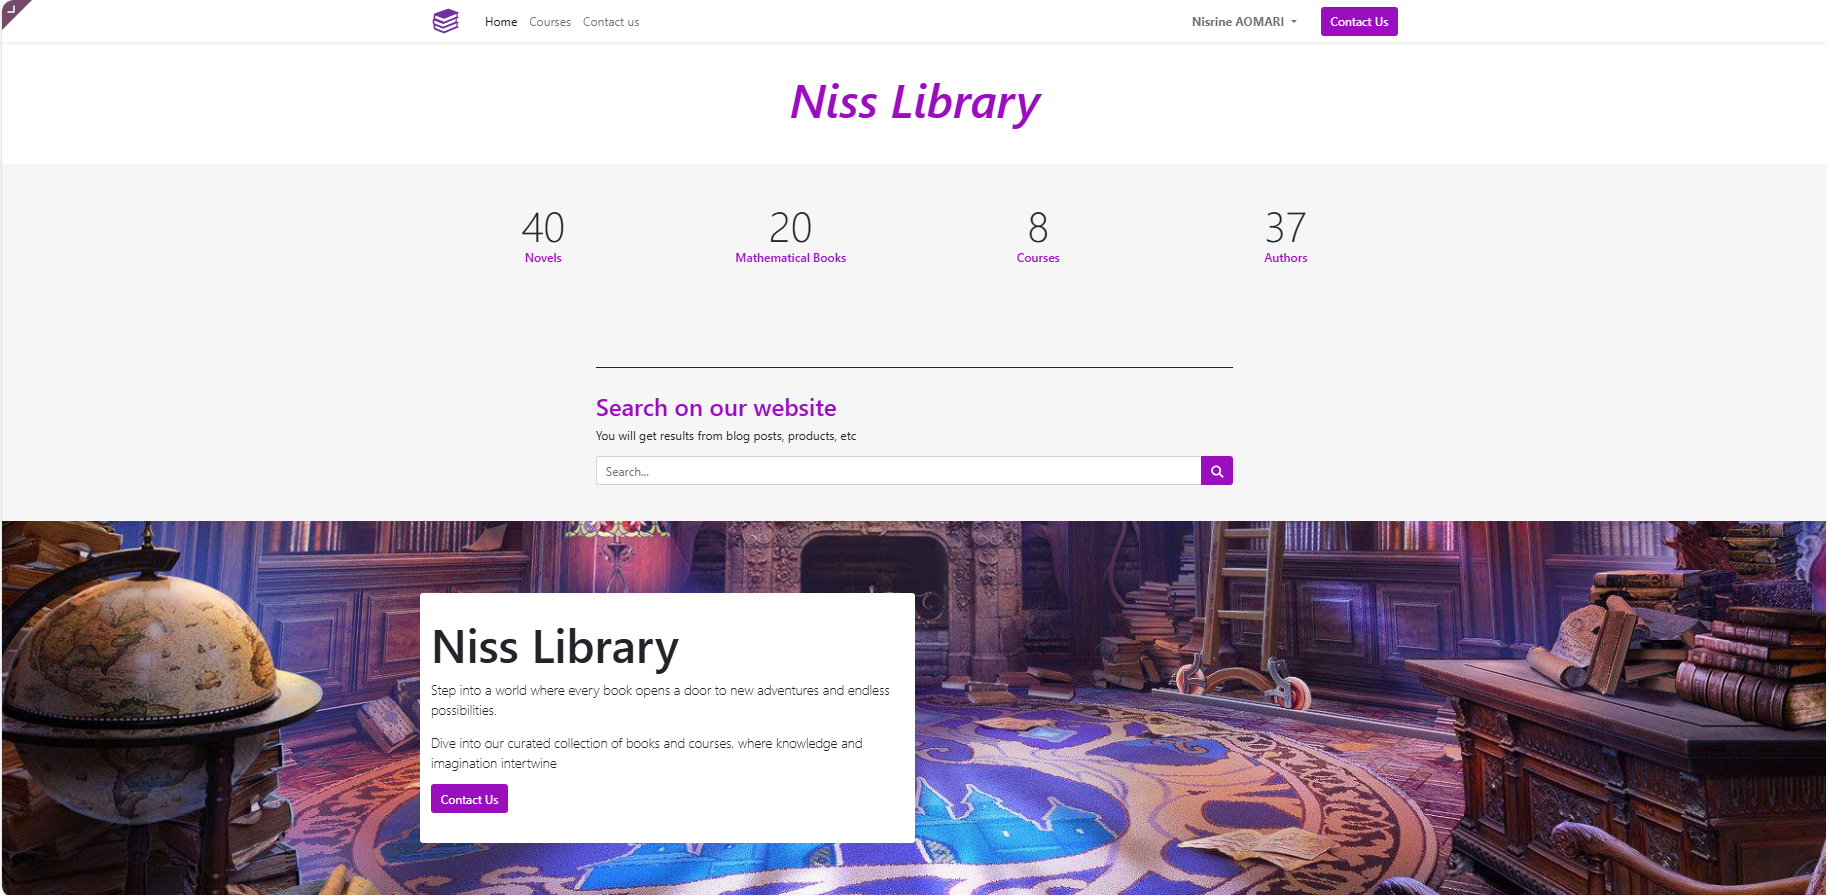 Home Courses Contact us Nisrine AOMARI Contact Us
Niss Library
40 20 8 37
Novels Mathematical Books Courses Authors
Search on our website
You will get results from blog posts, products, etc
Search...
Niss Library
Step into a world where every book opens a door to new adventures and endless
possibilities.
Dive into our curated collection of books and courses, where knowledge and
imagination intertwine
Contact Us